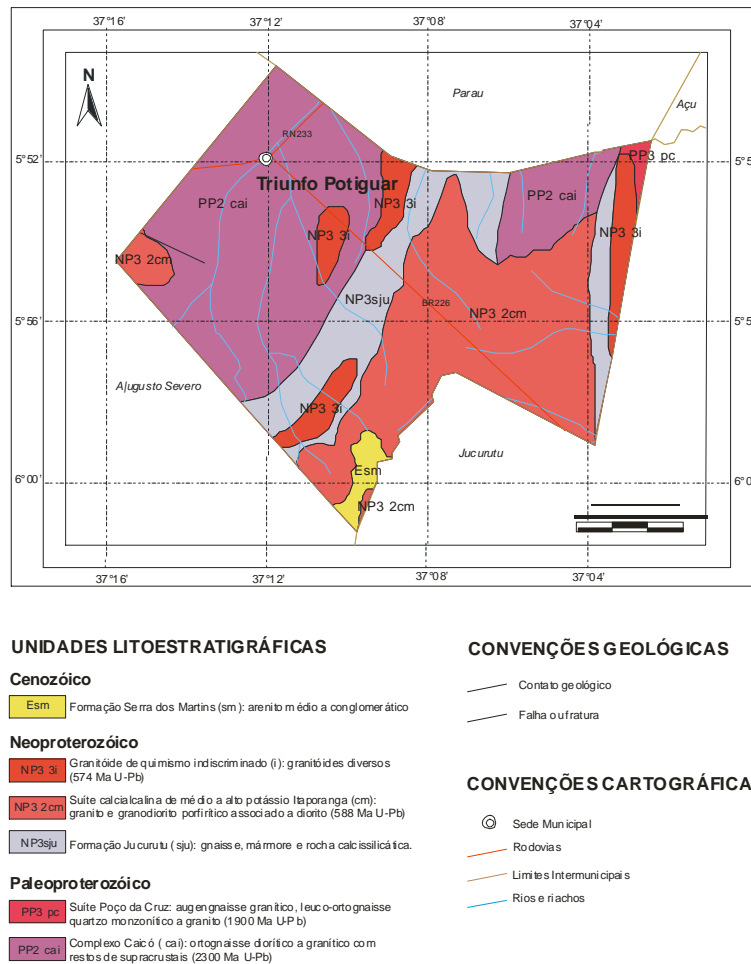 37°16' 37°12' 37°08' 37°04'
N
Parau
Açu
RN233
5°52' 5°5
PP3 pc
Triunfo Potiguar
PP2 cai PP2 cai
NP3 3i
NP3 3i
NP3 3i
NP3 2cm
NP3sju
BR226
NP3 2cm
5°56' 5°5
Augusto Severo
NP3 3i
Jucurutu
Esm
6°00' 6°0
NP3 2cm
37°16' 37°12' 37°08' 37°04'
UNIDADES LITOESTRATIGRÁFICAS
Cenozóico
Esm Formação Serra dos Martins (sm): arenito médio a conglomerático
Neoproterozóico
NP3 3i Granitóide de quimismo indiscriminado (i): granitóides diversos
(574 Ma U-Pb)
NP3 2cm Suíte calcialcalina de médio a alto potássio Itaporanga (cm):
granito e granodiorito porfirítico associado a diorito (588 Ma U-Pb)
NP3sju Formação Jucurutu (sju): gnaisse, mármore e rocha calcissilicática.
Paleoproterozóico
PP3 pc Suíte Poço da Cruz: augengnaisse granítico, leuco-ortognaisse
quartzo monzonítico a granito (1900 Ma U-Pb)
PP2 cai Complexo Caicó (cai): ortognaisse diorítico a granítico com
restos de supracrustais (2300 Ma U-Pb)
CONVENÇÕES GEOLÓGICAS
Contato geológico
Falha ou fratura
CONVENÇÕES CARTOGRÁFICA
Sede Municipal
Rodovias
Limites Intermunicipais
Rios e riachos